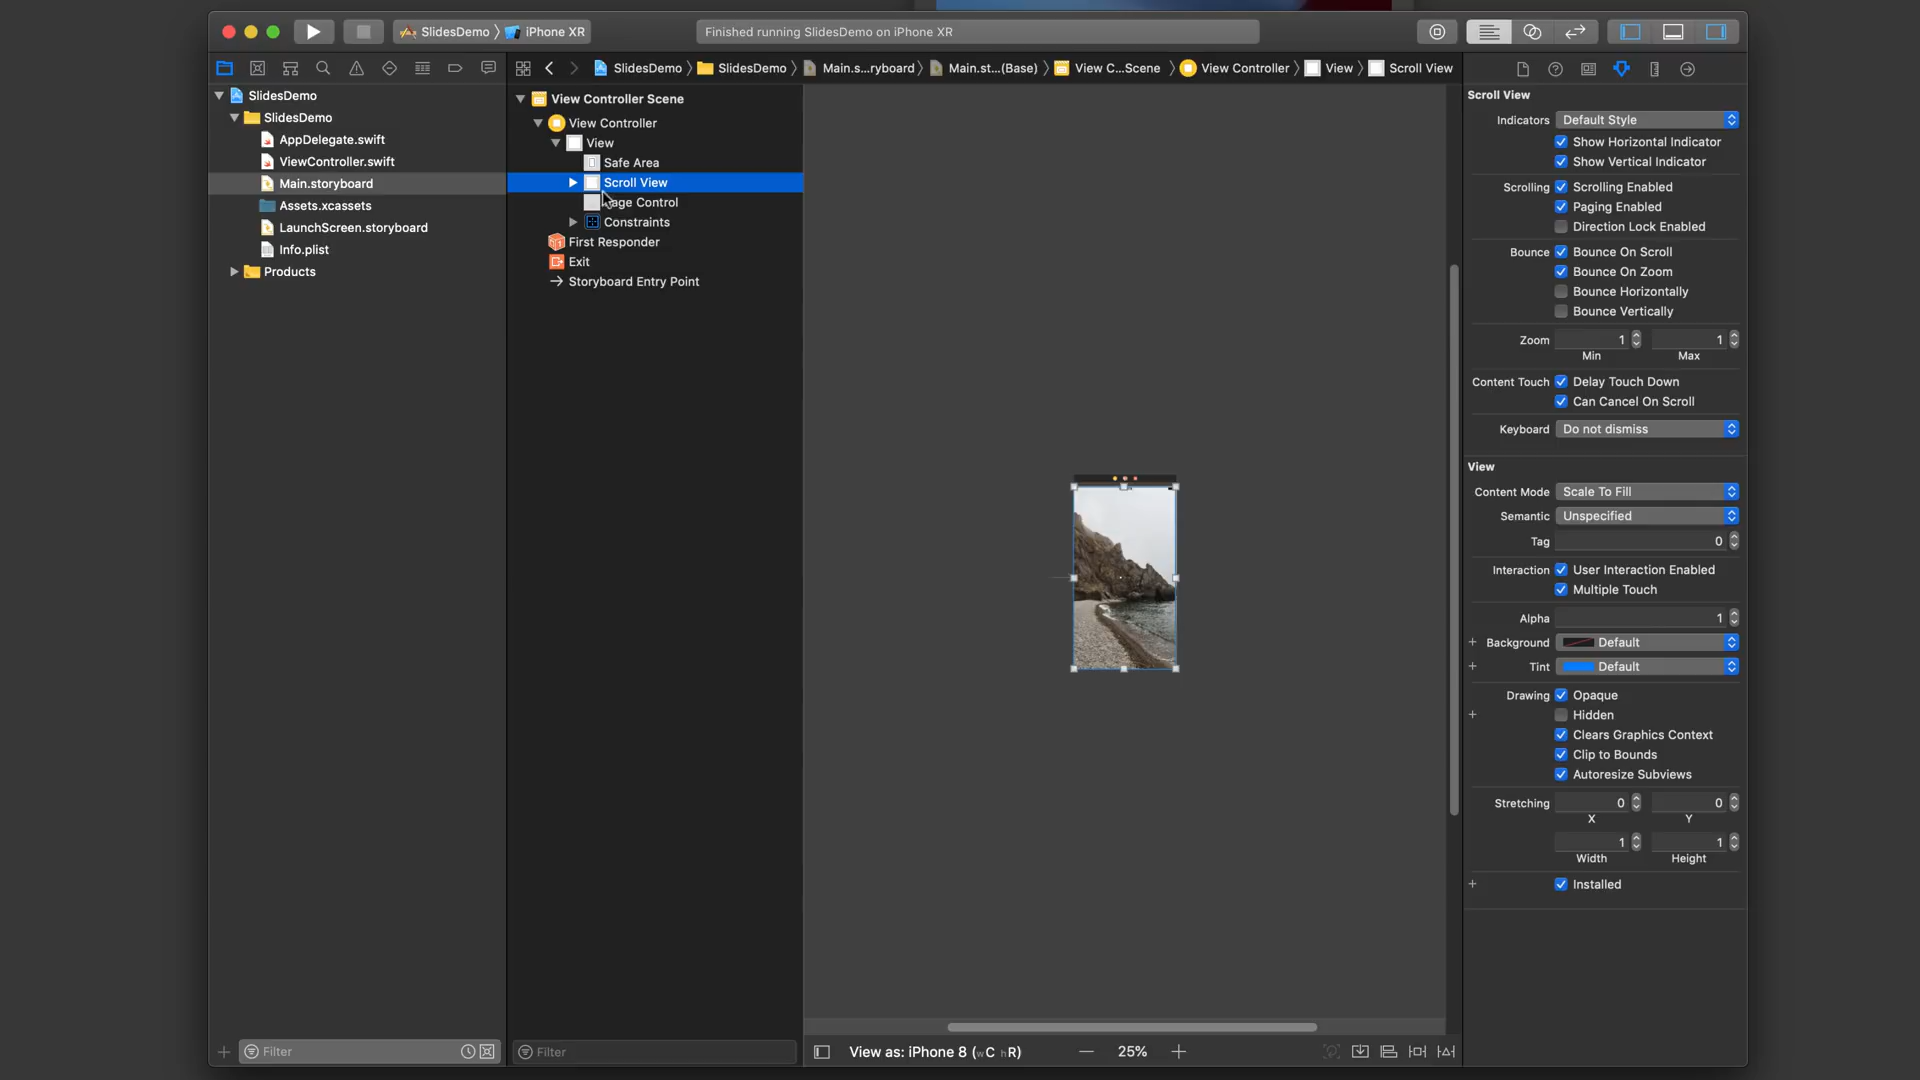 SlidesDemo
iPhone XR
Finished running SlidesDemo on iPhone XR
SlidesDemo
SlidesDemo
Main.s...ryboard
Main.st...(Base)
View C...Scene
View Controller
View
Scroll View
SlidesDemo
SlidesDemo
AppDelegate.swift
ViewController.swift
Main.storyboard
Assets.xcassets
LaunchScreen.storyboard
Info.plist
Products
View Controller Scene
View Controller
View
Safe Area
Scroll View
age Control
Constraints
First Responder
Exit
Storyboard Entry Point
Scroll View
Indicators Default Style
Show Horizontal Indicator
Show Vertical Indicator
Scrolling Scrolling Enabled
Paging Enabled
Direction Lock Enabled
Bounce Bounce On Scroll
Bounce On Zoom
Bounce Horizontally
Bounce Vertically
Zoom 1 1
Min Max
Content Touch Delay Touch Down
Can Cancel On Scroll
Keyboard Do not dismiss
View
Content Mode Scale To Fill
Semantic Unspecified
Tag 0
Interaction User Interaction Enabled
Multiple Touch
Alpha 1
+ Background Default
+ Tint Default
Drawing Opaque
+ Hidden
Clears Graphics Context
Clip to Bounds
Autoresize Subviews
Stretching 0 0
X Y
1 1
Width Height
+ Installed
Filter
Filter
View as: iPhone 8 (wC hR)
25%